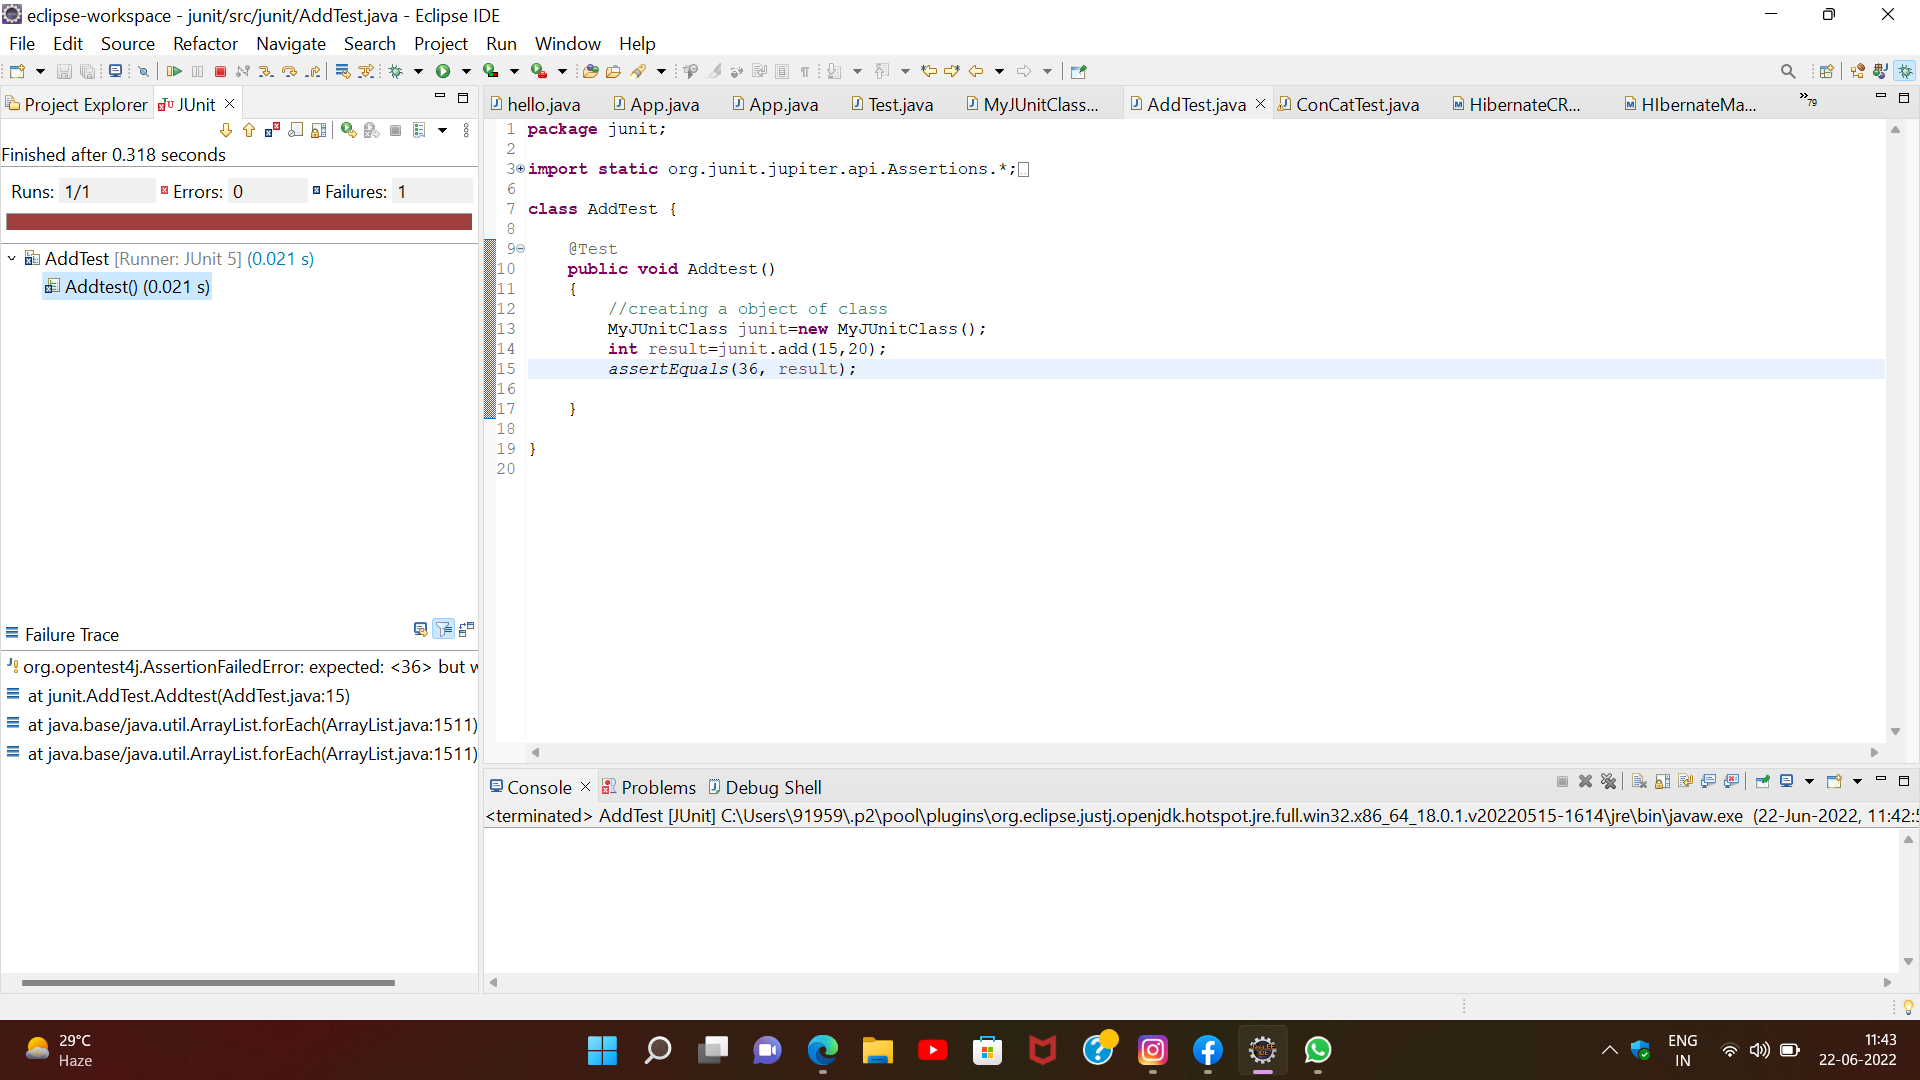 eclipse-workspace - junit/src/junit/AddTest.java - Eclipse IDE
File Edit Source Refactor Navigate Search Project Run Window Help
Project Explorer JUnit
hello.java App.java App.java Test.java MyJUnitClass... AddTest.java ConCatTest.java HibernateCR... HIbernateMa... 79
Finished after 0.318 seconds
Runs: 1/1 Errors: 0 Failures: 1
AddTest [Runner: JUnit 5] (0.021 s)
Addtest() (0.021 s)
Failure Trace
org.opentest4j.AssertionFailedError: expected: <36> but w
at junit.AddTest.Addtest(AddTest.java:15)
at java.base/java.util.ArrayList.forEach(ArrayList.java:1511)
at java.base/java.util.ArrayList.forEach(ArrayList.java:1511)
1 package junit;
2
3 import static org.junit.jupiter.api.Assertions.*;
6
7 class AddTest {
8
9 @Test
10 public void Addtest()
11 {
12 //creating a object of class
13 MyJUnitClass junit=new MyJUnitClass();
14 int result=junit.add(15,20);
15 assertEquals(36, result);
16
17 }
18
19 }
20
Console Problems Debug Shell
<terminated> AddTest [JUnit] C:\Users\91959\.p2\pool\plugins\org.eclipse.justj.openjdk.hotspot.jre.full.win32.x86_64_18.0.1.v20220515-1614\jre\bin\javaw.exe (22-Jun-2022, 11:42:5
29°C
Haze
ENG
IN
11:43
22-06-2022